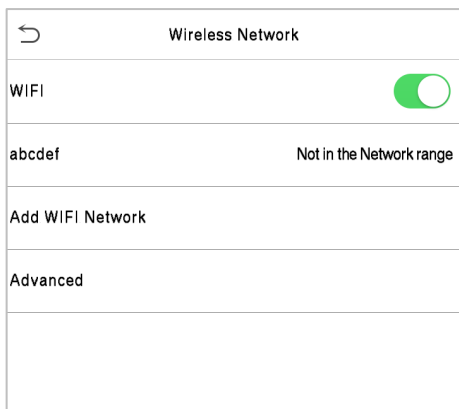 Wireless Network
WIFI
abcdef Not in the Network range
Add WIFI Network
Advanced